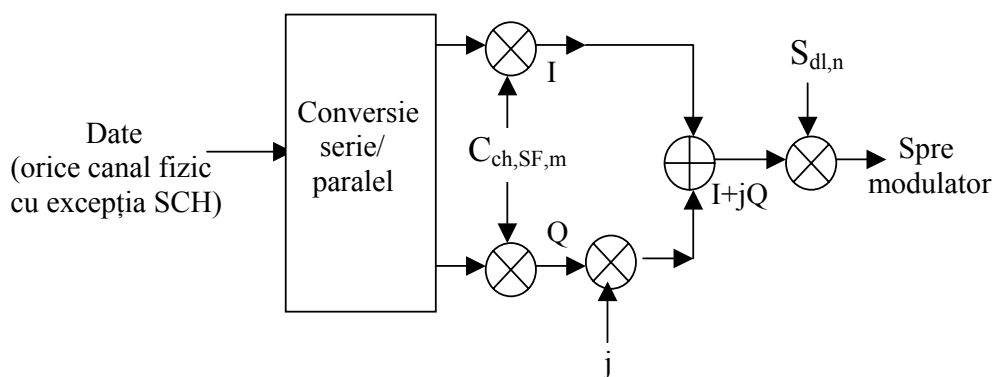 Date
(orice canal fizic
cu excepția SCH)
Conversie
serie/
paralel
I
C_ch,SF,m
Q
j
I+jQ
S_dl,n
Spre
modulator